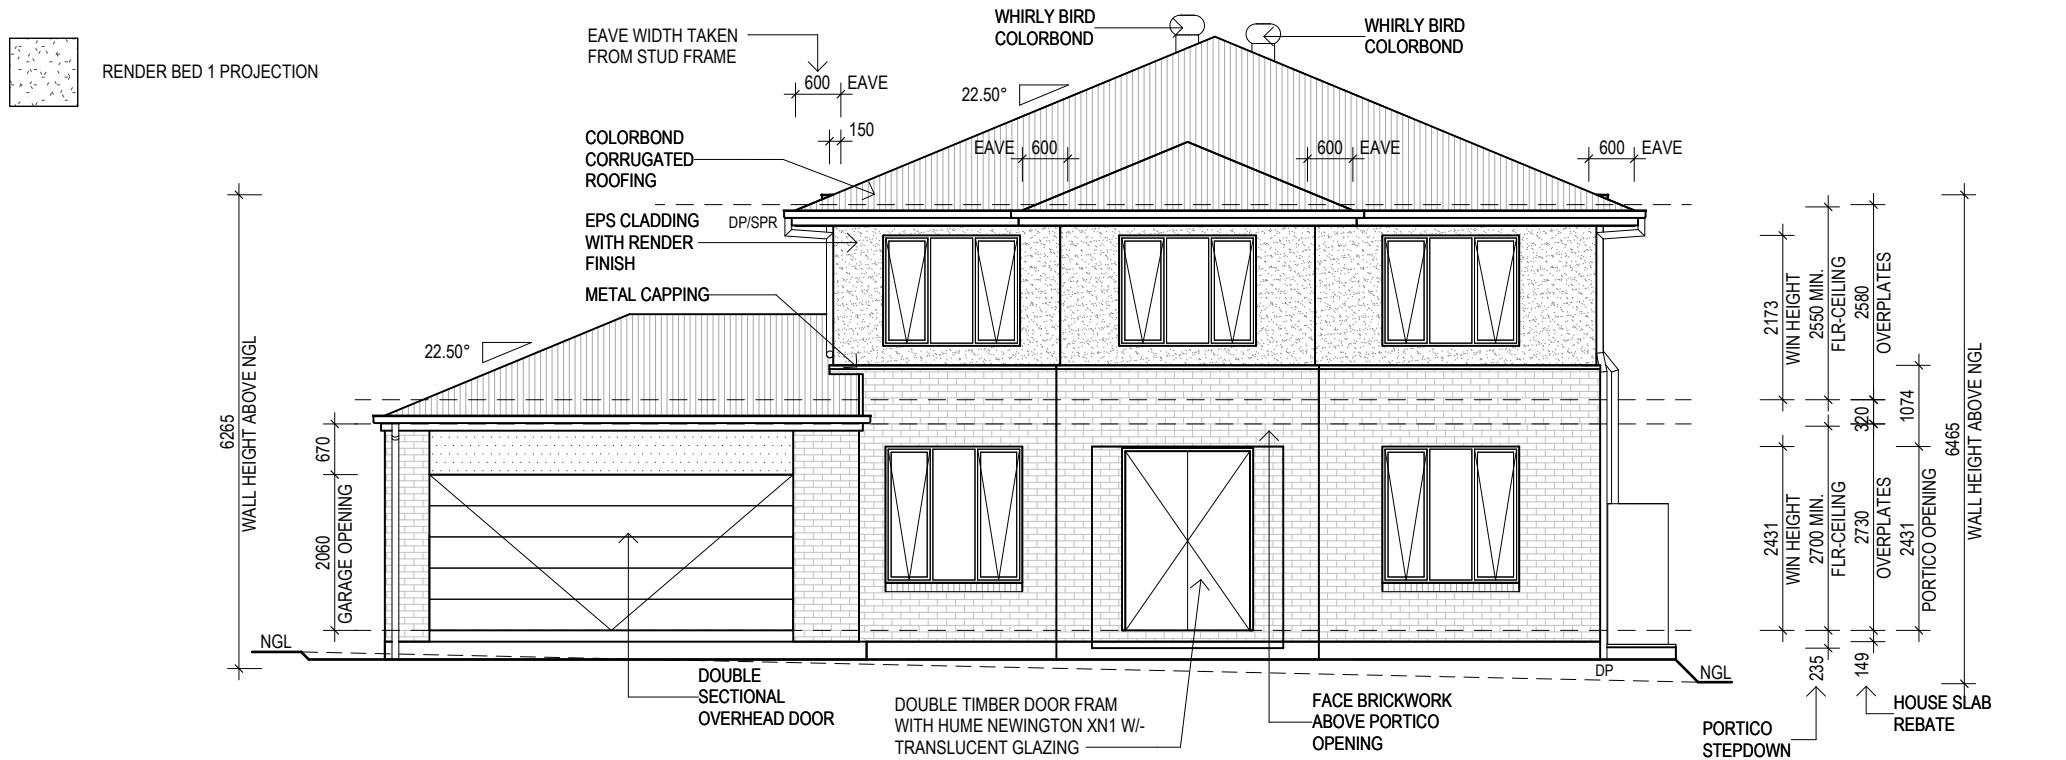 RENDER BED 1 PROJECTION
EAVE WIDTH TAKEN
FROM STUD FRAME
600 EAVE
150
WHIRLY BIRD
COLORBOND
WHIRLY BIRD
COLORBOND
22.50°
COLORBOND
CORRUGATED
ROOFING
EAVE 600
600 EAVE
600 EAVE
EPS CLADDING
WITH RENDER
FINISH
DP/SPR
METAL CAPPING
22.50°
6265
WALL HEIGHT ABOVE NGL
670
2060
GARAGE OPENING
NGL
DOUBLE
SECTIONAL
OVERHEAD DOOR
DOUBLE TIMBER DOOR FRAM
WITH HUME NEWINGTON XN1 W/-
TRANSLUCENT GLAZING
FACE BRICKWORK
ABOVE PORTICO
OPENING
DP
NGL
2173
WIN HEIGHT
2550 MIN.
FLR-CEILING
2580
OVERPLATES
320
1074
2431
WIN HEIGHT
2700 MIN.
FLR-CEILING
2730
OVERPLATES
2431
PORTICO OPENING
6465
WALL HEIGHT ABOVE NGL
235
149
PORTICO
STEPDOWN
HOUSE SLAB
REBATE